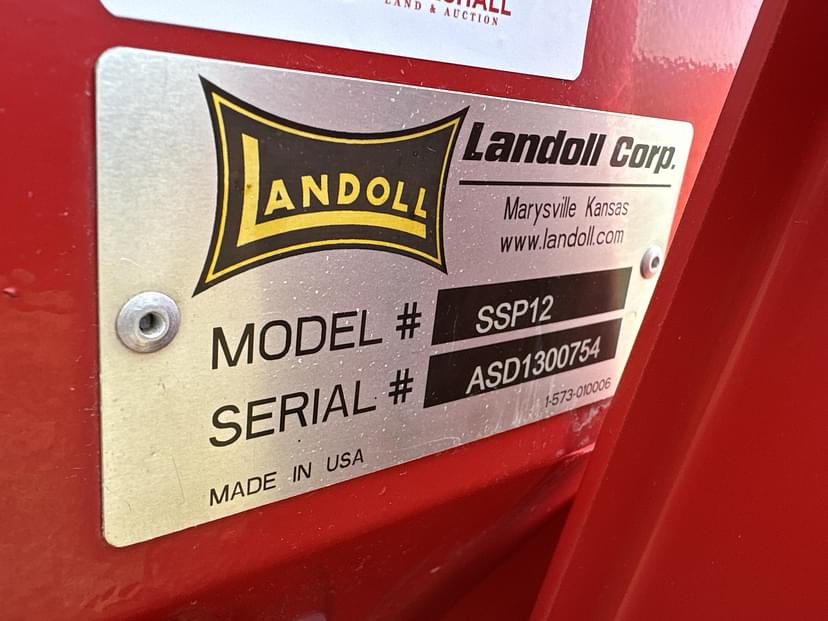 LAND & AUCTION
LANDOLL
Landoll Corp.
Marysville Kansas
www.landoll.com
MODEL # SSP12
SERIAL # ASD1300754
1-573-010006
MADE IN USA